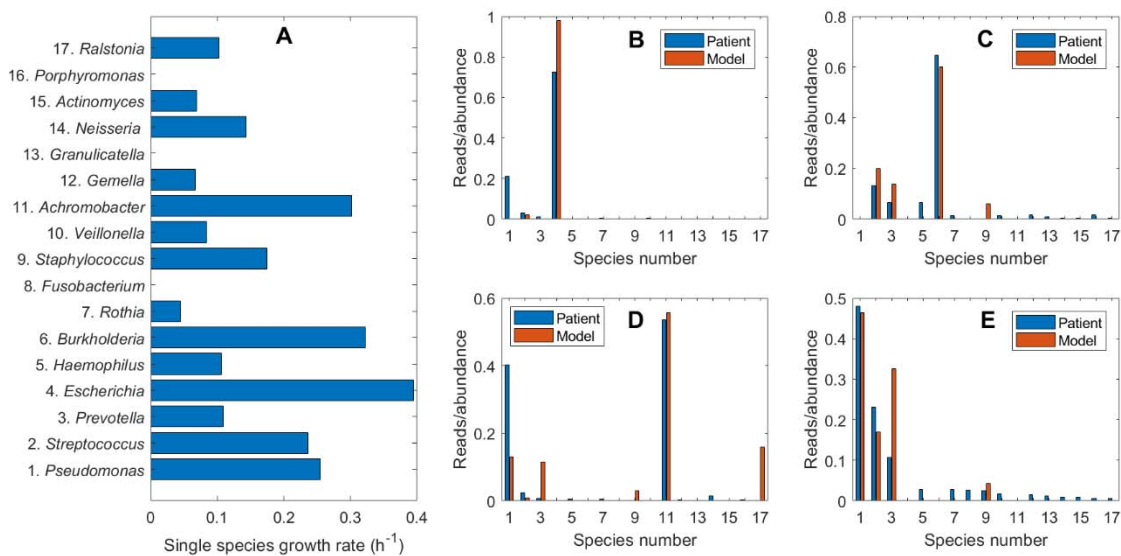 A
17. Ralstonia
16. Porphyromonas
15. Actinomyces
14. Neisseria
13. Granulicatella
12. Gemella
11. Achromobacter
10. Veillonella
9. Staphylococcus
8. Fusobacterium
7. Rothia
6. Burkholderia
5. Haemophilus
4. Escherichia
3. Prevotella
2. Streptococcus
1. Pseudomonas
0 0.1 0.2 0.3 0.4
Single species growth rate (h⁻¹)
B
Patient
Model
1
0.8
0.6
0.4
0.2
0
Reads/abundance
1 3 5 7 9 11 13 15 17
Species number
C
Patient
Model
0.8
0.6
0.4
0.2
0
Reads/abundance
1 3 5 7 9 11 13 15 17
Species number
D
Patient
Model
0.6
0.4
0.2
0
Reads/abundance
1 3 5 7 9 11 13 15 17
Species number
E
Patient
Model
0.5
0.4
0.3
0.2
0.1
0
Reads/abundance
1 3 5 7 9 11 13 15 17
Species number